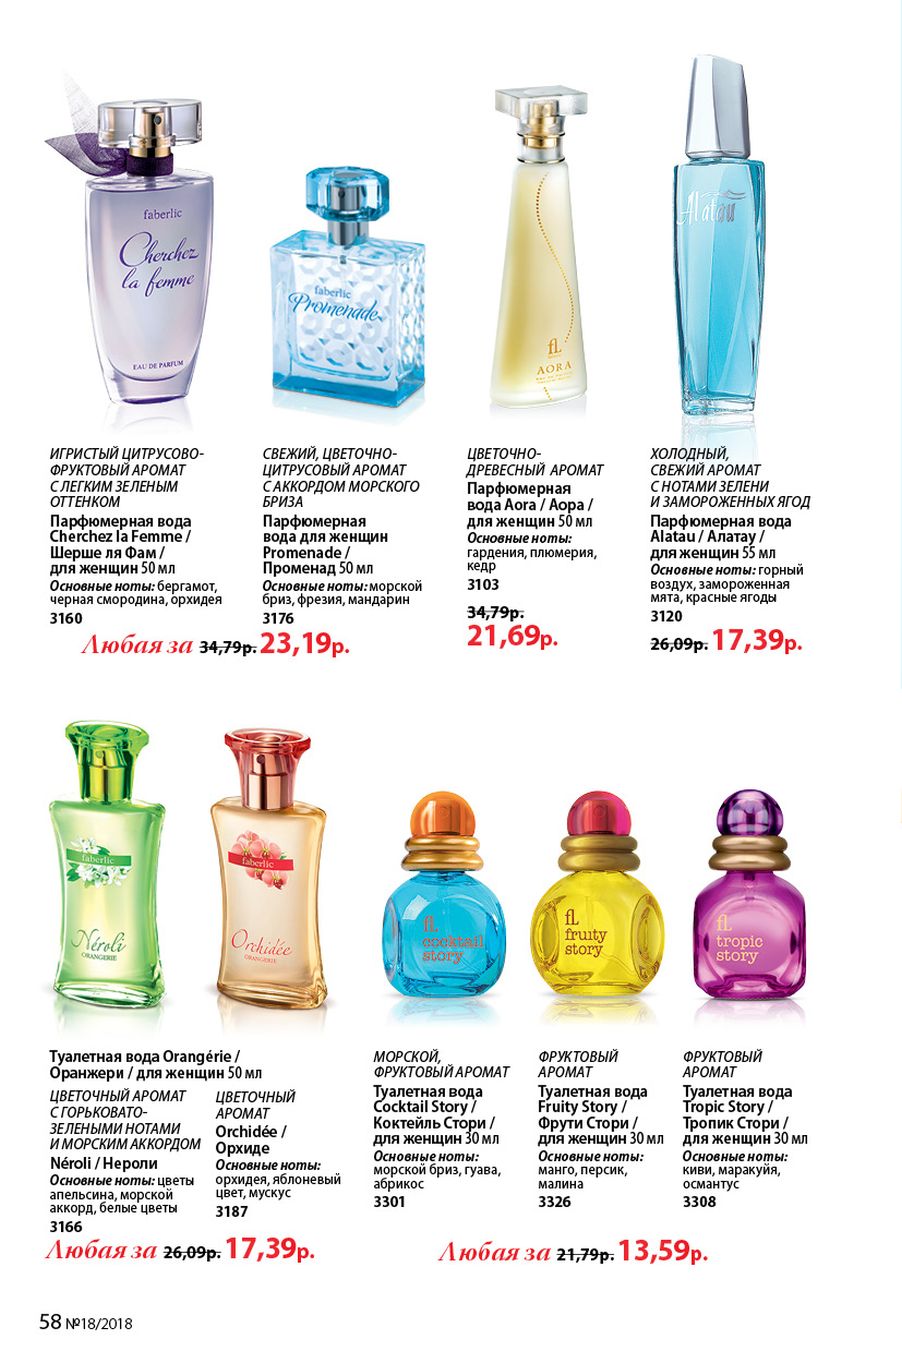 faberlic
Cherchez
la femme
EAU DE PARFUM
faberlic
Promenade
fL
AORA
Alatau
ИГРИСТЫЙ ЦИТРУСОВО-
ФРУКТОВЫЙ АРОМАТ
С ЛЕГКИМ ЗЕЛЕНЫМ
ОТТЕНКОМ
Парфюмерная вода
Cherchez la Femme /
Шерше ля Фам /
для женщин 50 мл
Основные ноты: бергамот,
черная смородина, орхидея
3160
СВЕЖИЙ, ЦВЕТОЧНО-
ЦИТРУСОВЫЙ АРОМАТ
С АККОРДОМ МОРСКОГО
БРИЗА
Парфюмерная
вода для женщин
Promenade /
Променад 50 мл
Основные ноты: морской
бриз, фрезия, мандарин
3176
Любая за 34,79р. 23,19р.
ЦВЕТОЧНО-
ДРЕВЕСНЫЙ АРОМАТ
Парфюмерная
вода Aora / Аора /
для женщин 50 мл
Основные ноты:
гардения, плюмерия,
кедр
3103
34,79р.
21,69р.
ХОЛОДНЫЙ,
СВЕЖИЙ АРОМАТ
С НОТАМИ ЗЕЛЕНИ
И ЗАМОРОЖЕННЫХ ЯГОД
Парфюмерная вода
Alatau / Алатау /
для женщин 55 мл
Основные ноты: горный
воздух, замороженная
мята, красные ягоды
3120
26,09р. 17,39р.
faberlic
Néroli
ORANGERIE
faberlic
Orchidée
ORANGERIE
fL
cocktail
story
fL
fruity
story
fL
tropic
story
Туалетная вода Orangérie /
Оранжери / для женщин 50 мл
ЦВЕТОЧНЫЙ АРОМАТ
С ГОРЬКОВАТО-
ЗЕЛЕНЫМИ НОТАМИ
И МОРСКИМ АККОРДОМ
Néroli / Нероли
Основные ноты: цветы
апельсина, морской
аккорд, белые цветы
3166
ЦВЕТОЧНЫЙ
АРОМАТ
Orchidée /
Орхиде
Основные ноты:
орхидея, яблоневый
цвет, мускус
3187
Любая за 26,09р. 17,39р.
МОРСКОЙ,
ФРУКТОВЫЙ АРОМАТ
Туалетная вода
Cocktail Story /
Коктейль Стори /
для женщин 30 мл
Основные ноты:
морской бриз, гуава,
абрикос
3301
ФРУКТОВЫЙ
АРОМАТ
Туалетная вода
Fruity Story /
Фрути Стори /
для женщин 30 мл
Основные ноты:
манго, персик,
малина
3326
ФРУКТОВЫЙ
АРОМАТ
Туалетная вода
Tropic Story /
Тропик Стори /
для женщин 30 мл
Основные ноты:
киви, маракуйя,
османтус
3308
Любая за 21,79р. 13,59р.
58 №18/2018